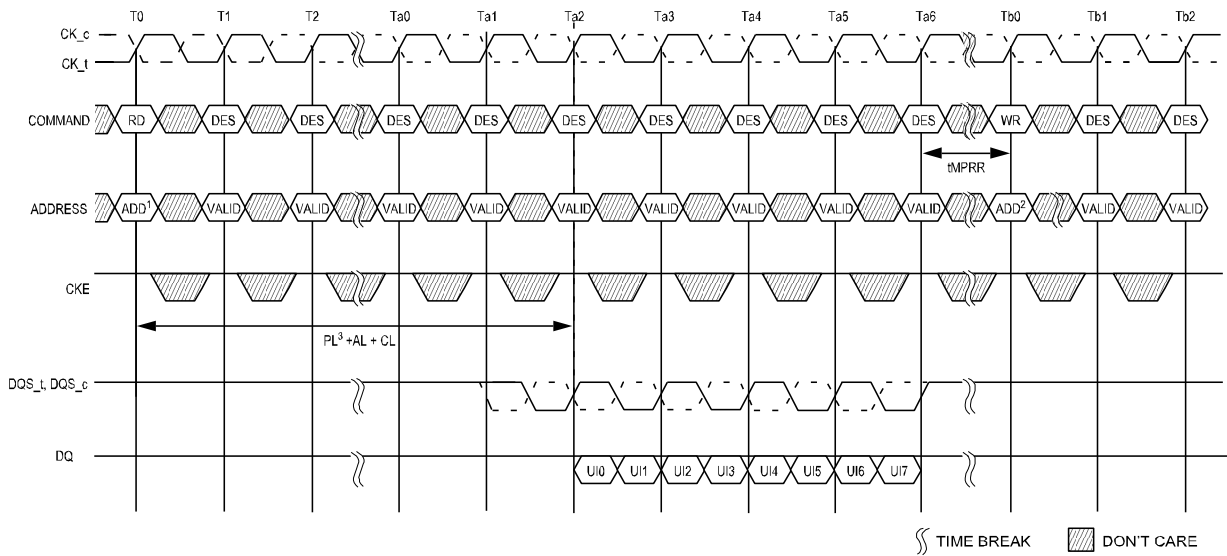 T0 T1 T2 Ta0 Ta1 Ta2 Ta3 Ta4 Ta5 Ta6 Tb0 Tb1 Tb2
CK_c
CK_t
COMMAND RD DES DES DES DES DES DES DES DES DES WR DES DES
tMPRR
ADDRESS ADD1 VALID VALID VALID VALID VALID VALID VALID VALID VALID ADD2 VALID VALID
CKE
PL3 +AL + CL
DQS_t, DQS_c
DQ UI0 UI1 UI2 UI3 UI4 UI5 UI6 UI7
TIME BREAK DON'T CARE